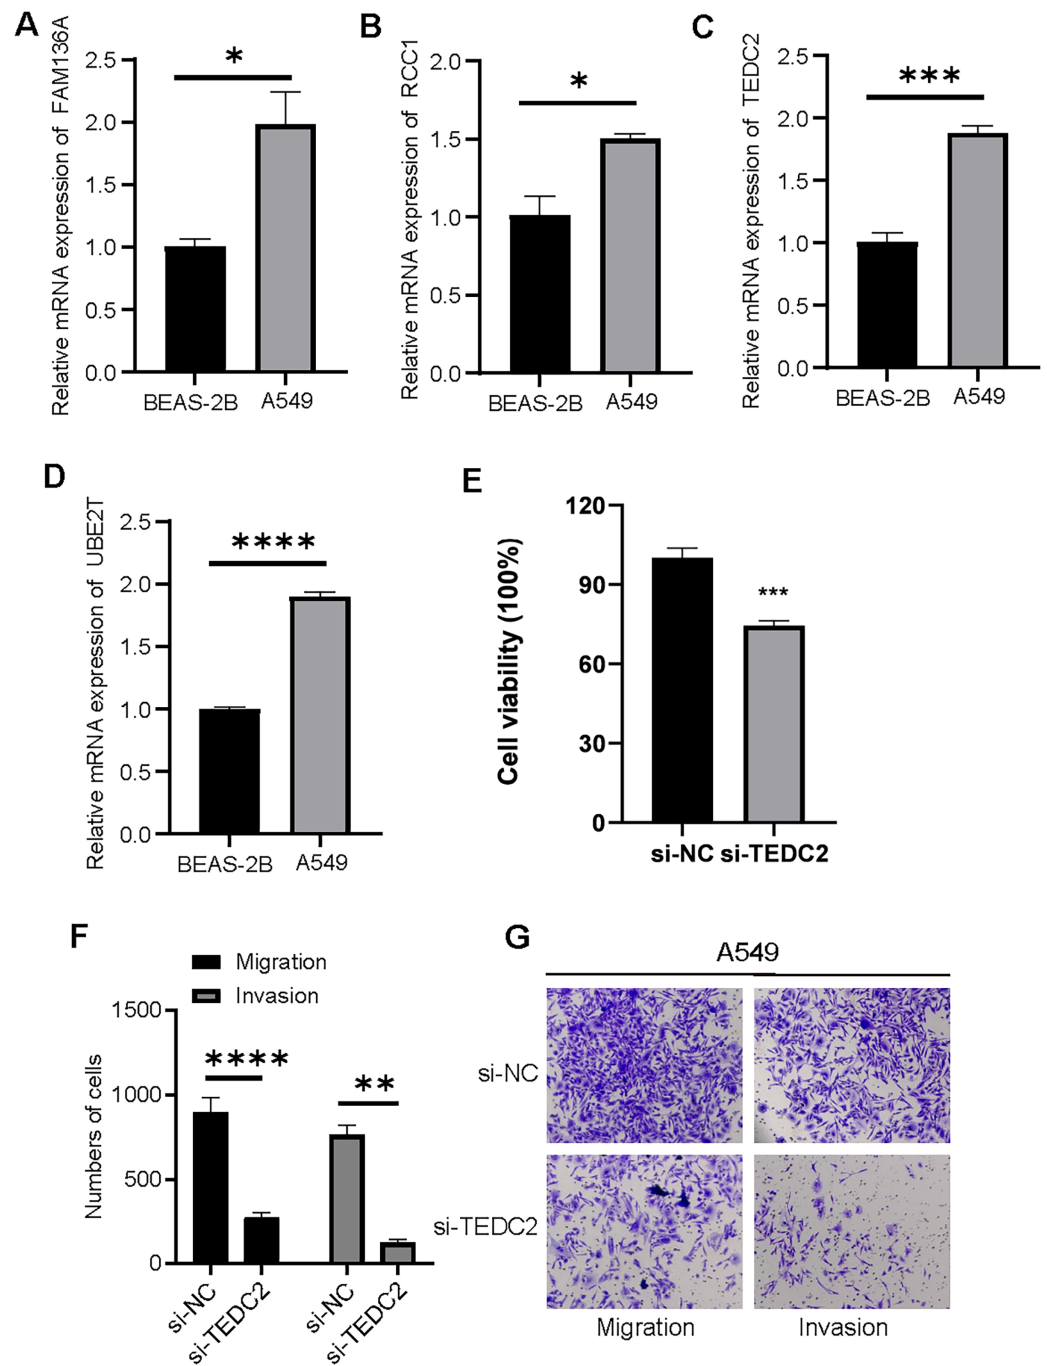 A
Relative mRNA expression of FAM136A
2.5
2.0
1.5
1.0
0.5
0.0
*
BEAS-2B
A549
B
Relative mRNA expression of RCC1
2.0
1.5
1.0
0.5
0.0
*
BEAS-2B
A549
C
Relative mRNA expression of TEDC2
2.5
2.0
1.5
1.0
0.5
0.0
***
BEAS-2B
A549
D
Relative mRNA expression of UBE2T
2.5
2.0
1.5
1.0
0.5
0.0
****
BEAS-2B
A549
E
Cell viability (100%)
120
90
60
30
0
***
si-NC si-TEDC2
F
Migration
Invasion
Numbers of cells
1500
1000
500
0
****
**
si-NC
si-TEDC2
si-NC
si-TEDC2
G
A549
si-NC
si-TEDC2
Migration
Invasion